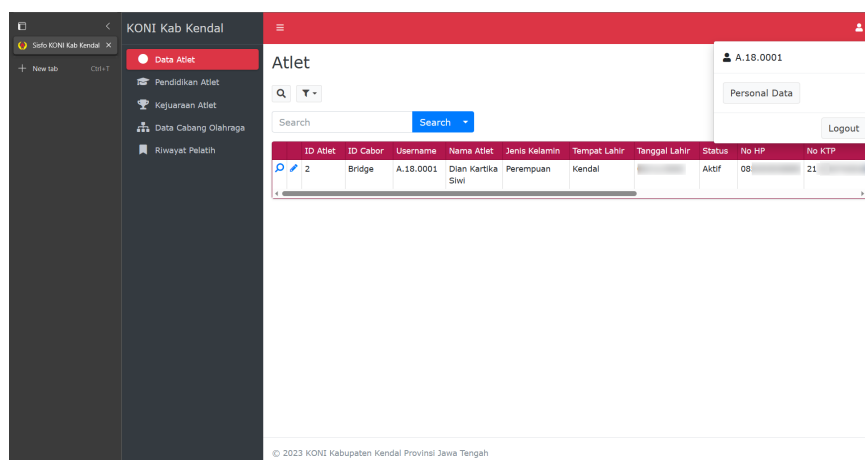 Sisfo KONI Kab Kendal
New tab Ctrl+T
KONI Kab Kendal
Data Atlet
Pendidikan Atlet
Kejuaraan Atlet
Data Cabang Olahraga
Riwayat Pelatih
Atlet
Search
Search
A.18.0001
Personal Data
Logout
ID Atlet ID Cabor Username Nama Atlet Jenis Kelamin Tempat Lahir Tanggal Lahir Status No HP No KTP
2 Bridge A.18.0001 Dian Kartika Perempuan Kendal Aktif 08 21
Siwi
© 2023 KONI Kabupaten Kendal Provinsi Jawa Tengah